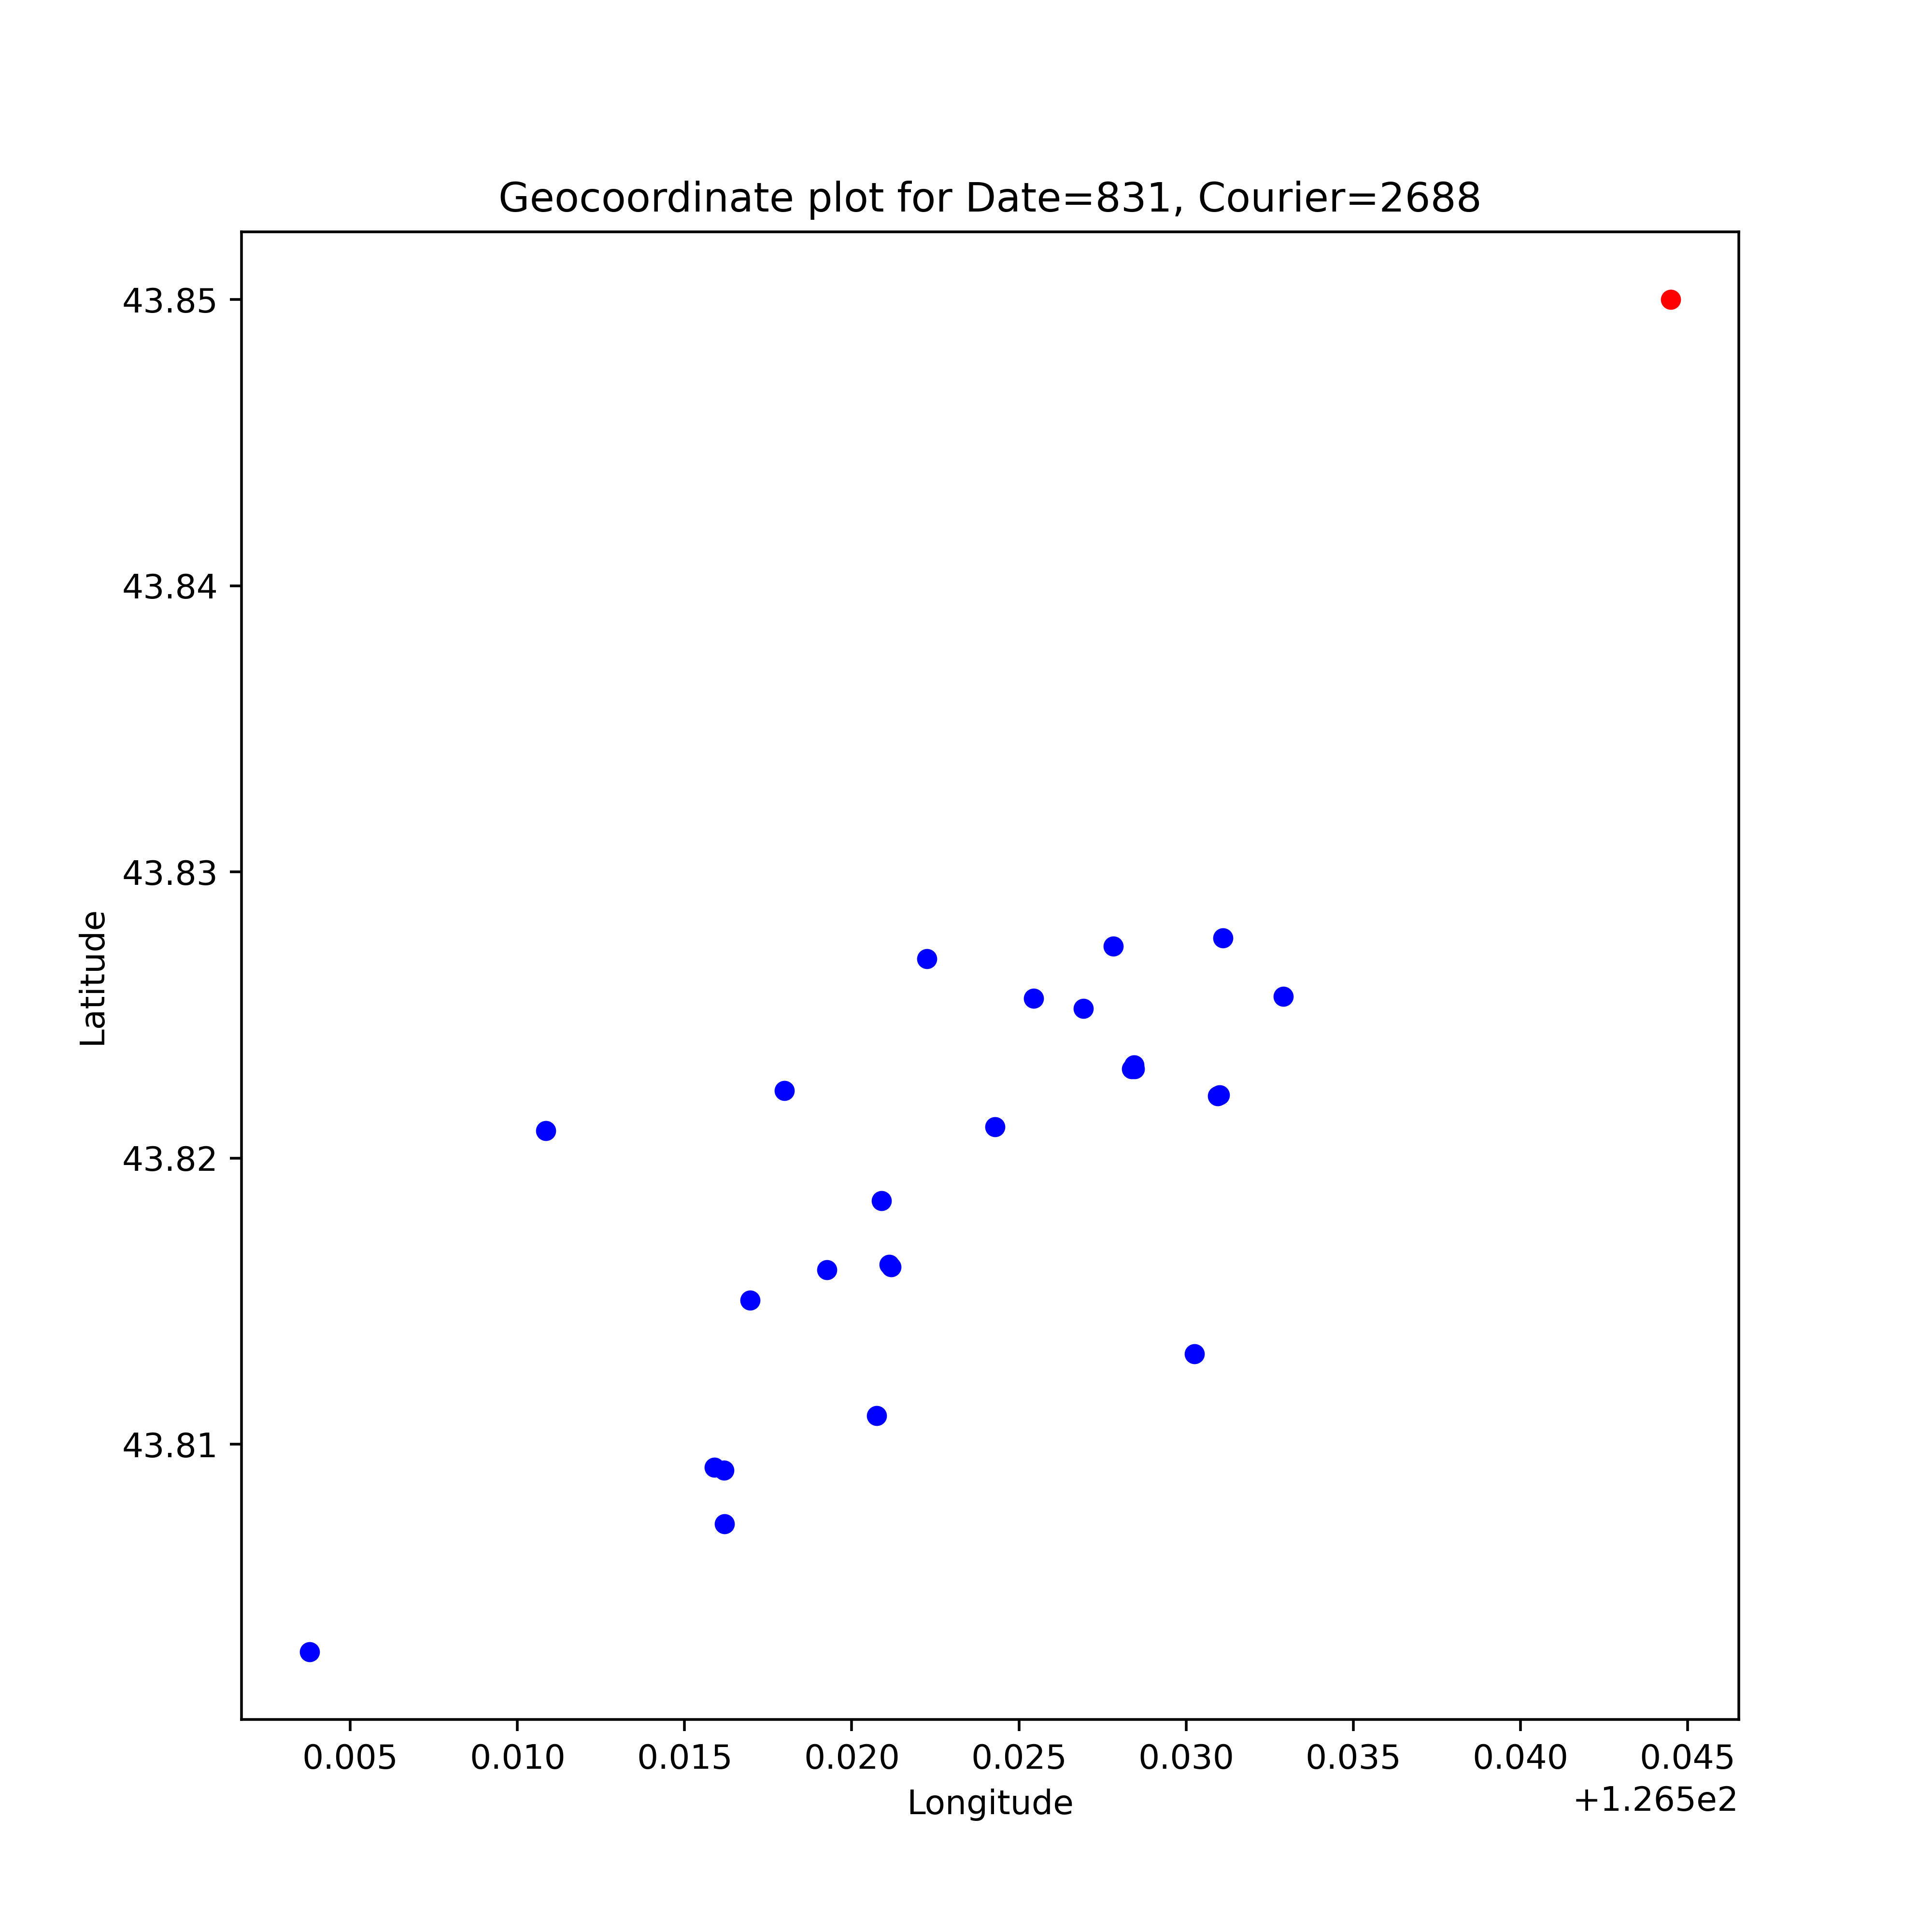 Geocoordinate plot for Date=831, Courier=2688
43.85
43.84
43.83
43.82
43.81
Latitude
0.005 0.010 0.015 0.020 0.025 0.030 0.035 0.040 0.045
+1.265e2
Longitude